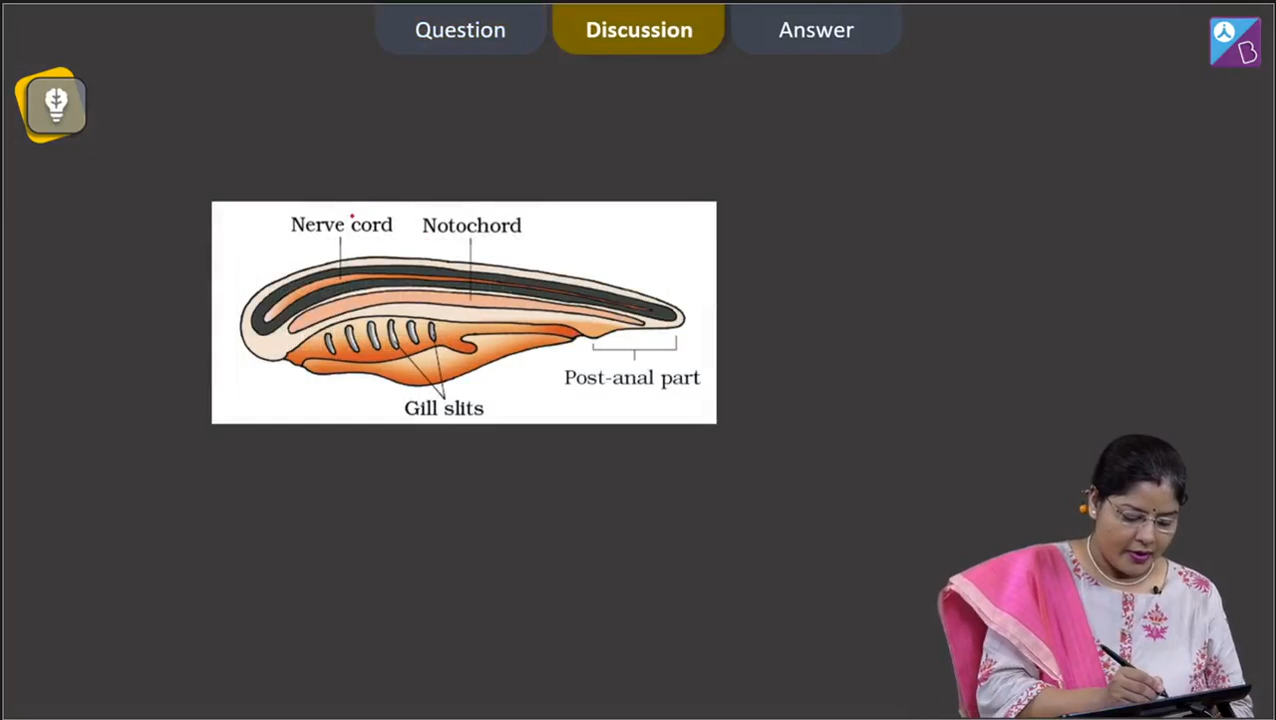 Question
Discussion
Answer
Nerve cord
Notochord
Post-anal part
Gill slits